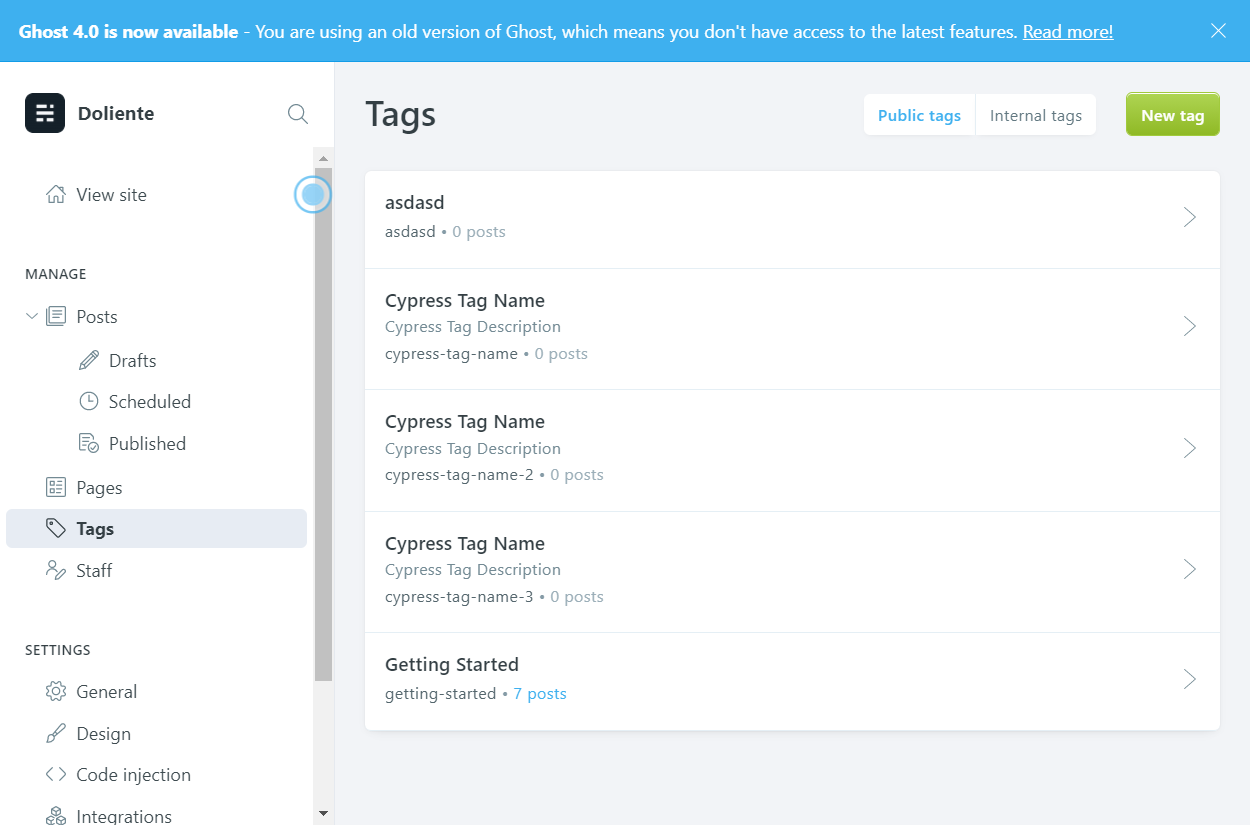 Ghost 4.0 is now available - You are using an old version of Ghost, which means you don't have access to the latest features. Read more!
Doliente
View site
MANAGE
Posts
Drafts
Scheduled
Published
Pages
Tags
Staff
SETTINGS
General
Design
Code injection
Integrations
Tags
Public tags
Internal tags
New tag
asdasd
asdasd • 0 posts
Cypress Tag Name
Cypress Tag Description
cypress-tag-name • 0 posts
Cypress Tag Name
Cypress Tag Description
cypress-tag-name-2 • 0 posts
Cypress Tag Name
Cypress Tag Description
cypress-tag-name-3 • 0 posts
Getting Started
getting-started • 7 posts